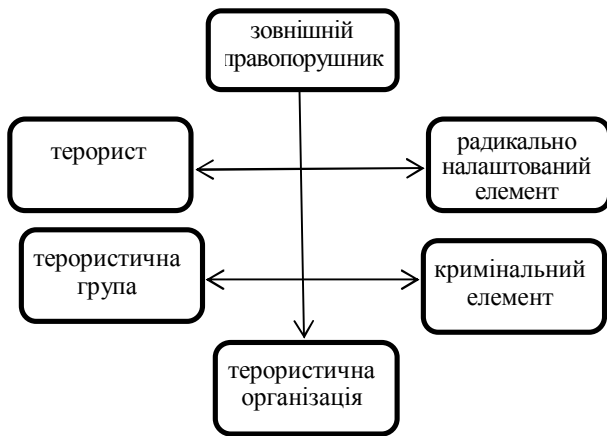 зовнішній
правопорушник
терорист
радикально
налаштований
елемент
терористична
група
кримінальний
елемент
терористична
організація